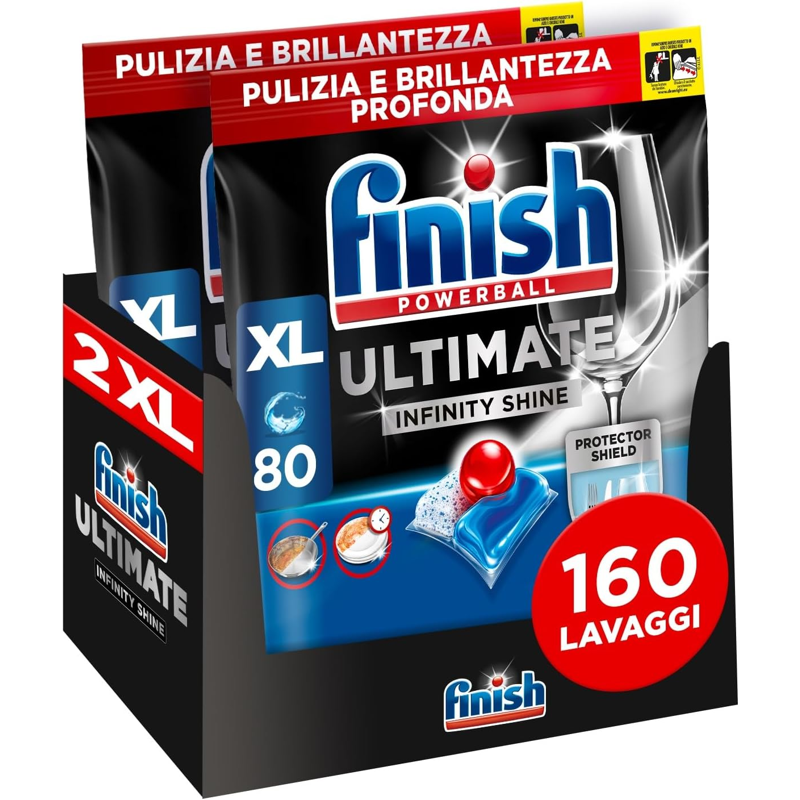 PULIZIA E BRILLANTEZZA
PULIZIA E BRILLANTEZZA
PROFONDA
finish
POWERBALL
XL
XL
ULTIMATE
INFINITY SHINE
80
PROTECTOR
SHIELD
2 XL
finish
ULTIMATE
INFINITY SHINE
160
LAVAGGI
finish